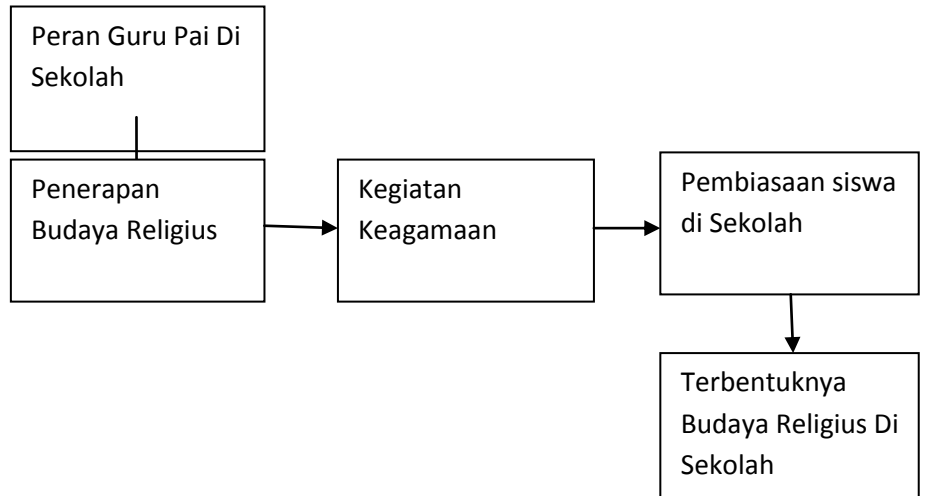 Peran Guru Pai Di
Sekolah
Penerapan
Budaya Religius
Kegiatan
Keagamaan
Pembiasaan siswa
di Sekolah
Terbentuknya
Budaya Religius Di
Sekolah